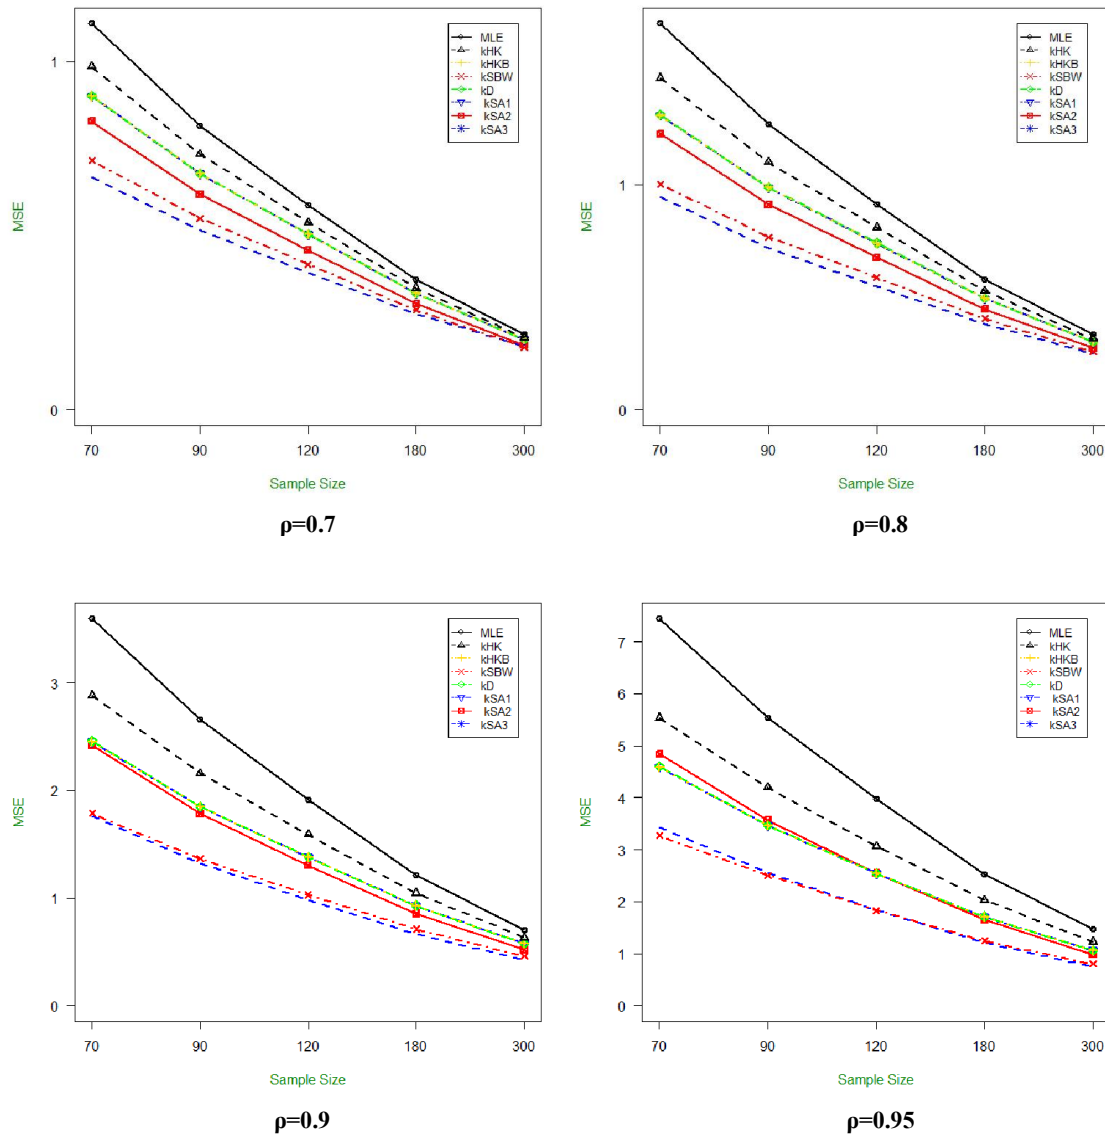 MSE
1
0
MLE
kHK
kHKB
kSBW
kD
kSA1
kSA2
kSA3
70 90 120 180 300
Sample Size
ρ=0.7
MSE
1
0
MLE
kHK
kHKB
kSBW
kD
kSA1
kSA2
kSA3
70 90 120 180 300
Sample Size
ρ=0.8
MSE
3
2
1
0
MLE
kHK
kHKB
kSBW
kD
kSA1
kSA2
kSA3
70 90 120 180 300
Sample Size
ρ=0.9
MSE
7
6
5
4
3
2
1
0
MLE
kHK
kHKB
kSBW
kD
kSA1
kSA2
kSA3
70 90 120 180 300
Sample Size
ρ=0.95